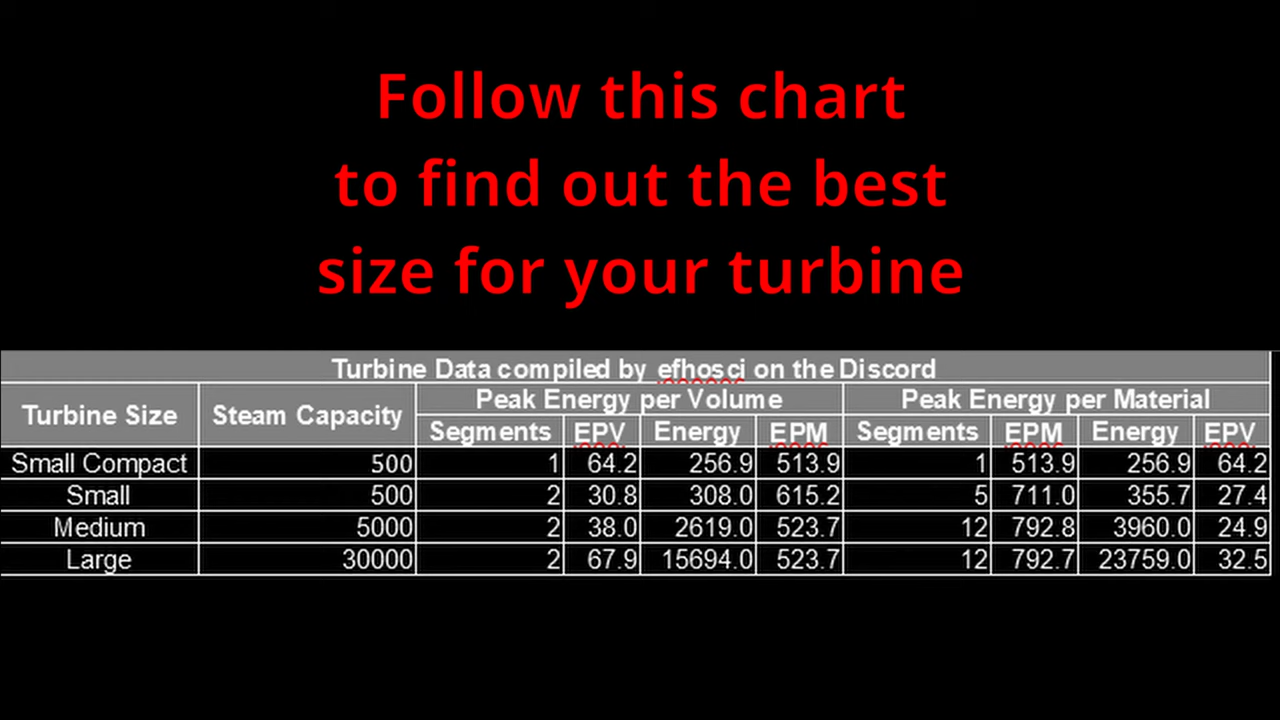 Follow this chart
to find out the best
size for your turbine
Turbine Data compiled by efhosci on the Discord
Turbine Size Steam Capacity Peak Energy per Volume Peak Energy per Material
Segments EPV Energy EPM Segments EPM Energy EPV
Small Compact 500 1 64.2 256.9 513.9 1 513.9 256.9 64.2
Small 500 2 30.8 308.0 615.2 5 711.0 355.7 27.4
Medium 5000 2 38.0 2619.0 523.7 12 792.8 3960.0 24.9
Large 30000 2 67.9 15694.0 523.7 12 792.7 23759.0 32.5